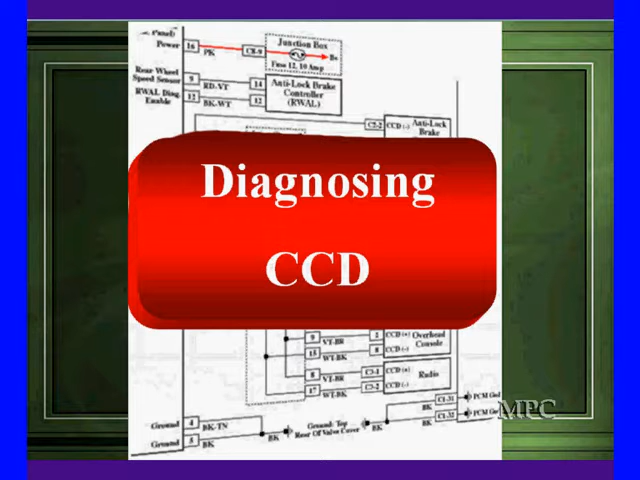 Power
16
PK
C8-9
Junction Box
B+
Fuse 12, 10 Amp
Rear Wheel
Speed Sensor
9
RD-VT
14
Anti-Lock Brake
Controller
(RWAL)
RWAL Diag.
Enable
12
BK-WT
12
C2-2
CCD (-)
Anti-Lock
Brake
Diagnosing
CCD
9
VT-BR
2
CCD (+)
Overhead
Console
15
WT-BK
8
CCD (-)
8
VT-BR
C3-1
CCD (+)
Radio
17
WT-BK
C3-2
CCD (-)
C1-31
PCM Gnd
BK
MPC
Ground
4
BK-TN
Ground: Top
Rear Of Valve Cover
C1-32
PCM Gnd
BK
BK
BK
Ground
5
BK